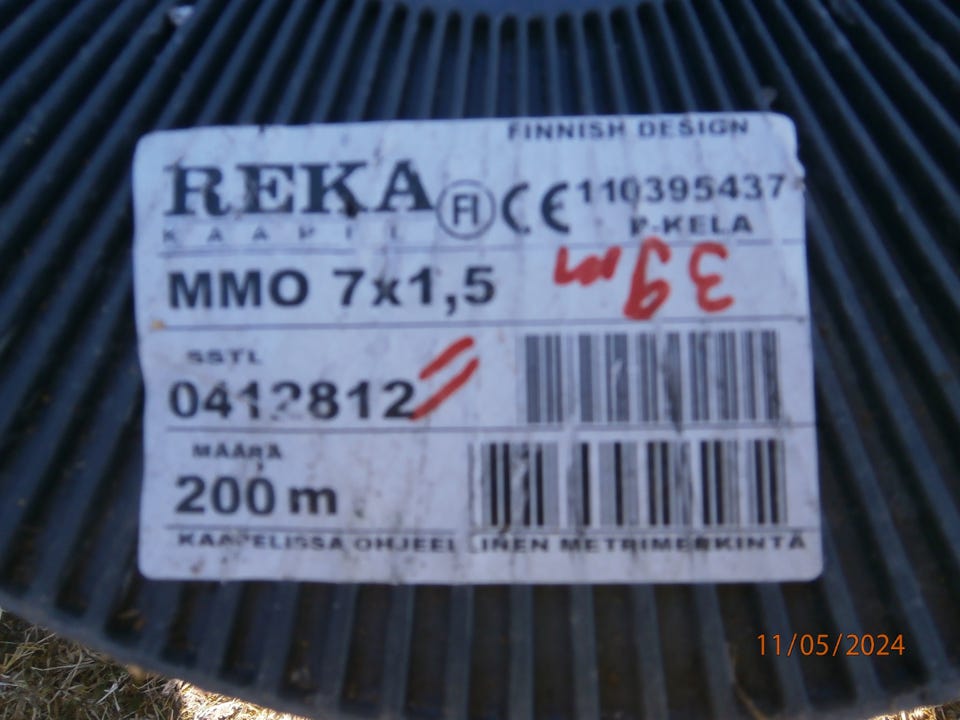 FINNISH DESIGN
REKA FI CE 110395437
KAAPELI P-KELA
MMO 7x1,5
SSTL
0412812
MÄÄRÄ
200 m
KAAPELISSA OHJEELLINEN METRIMERKINTÄ
11/05/2024